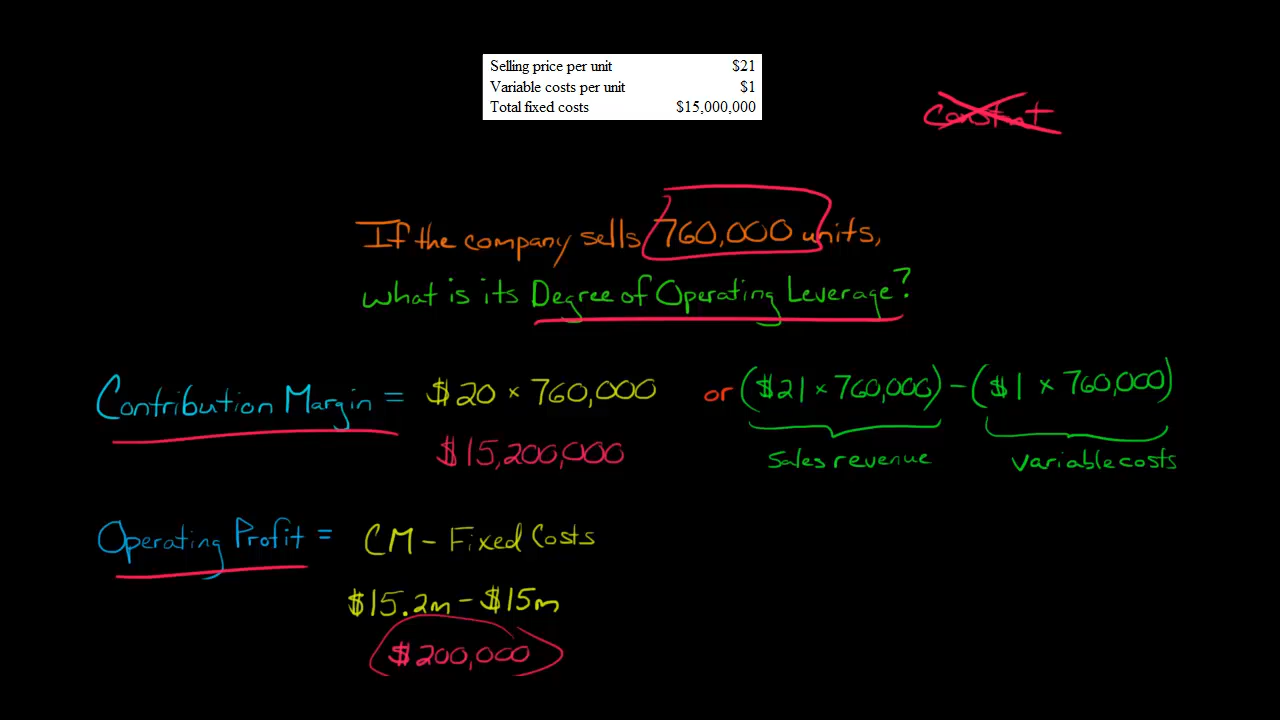 Selling price per unit $21
Variable costs per unit $1
Total fixed costs $15,000,000
If the company sells 760,000 units,
what is its Degree of Operating Leverage?
Contribution Margin = $20 × 760,000 or ($21 × 760,000) - ($1 × 760,000)
$15,200,000 Sales revenue variable costs
Operating Profit = CM - Fixed Costs
$15.2m - $15m
$200,000